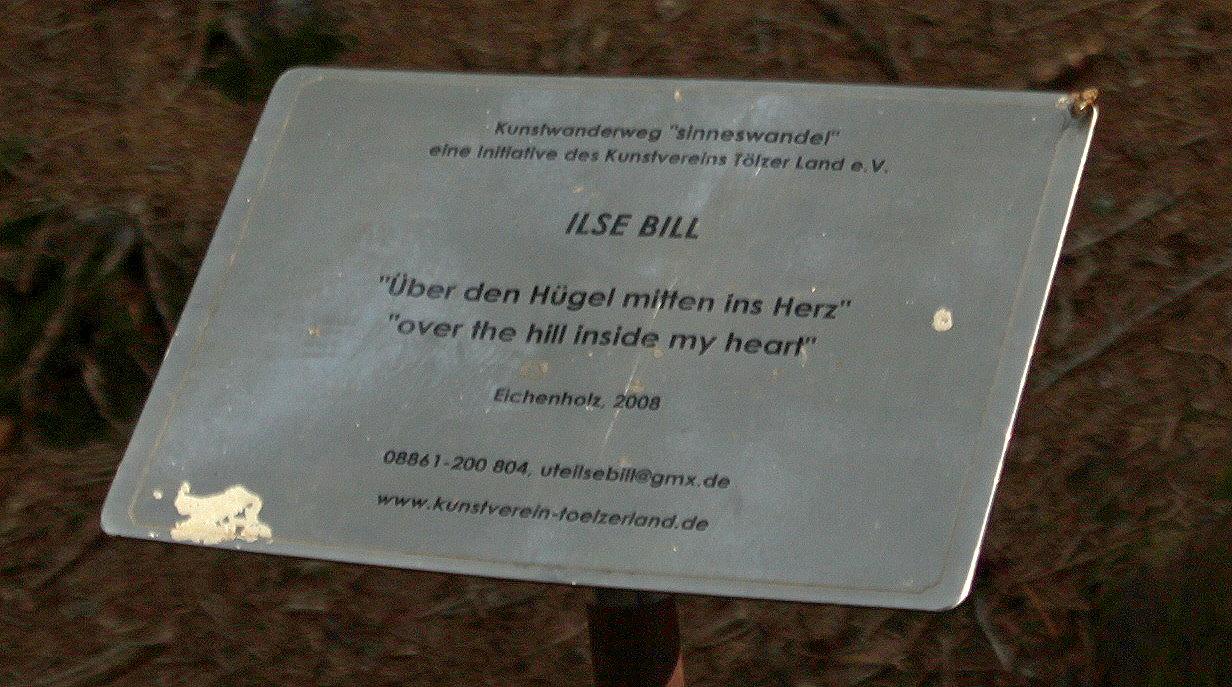 Kunstwanderweg "sinneswandel"
eine Initiative des Kunstvereins Tölzer Land e.V.
ILSE BILL
"Über den Hügel mitten ins Herz"
"over the hill inside my heart"
Eichenholz, 2008
08861-200 804, uteilsebill@gmx.de
www.kunstverein-toelzerland.de